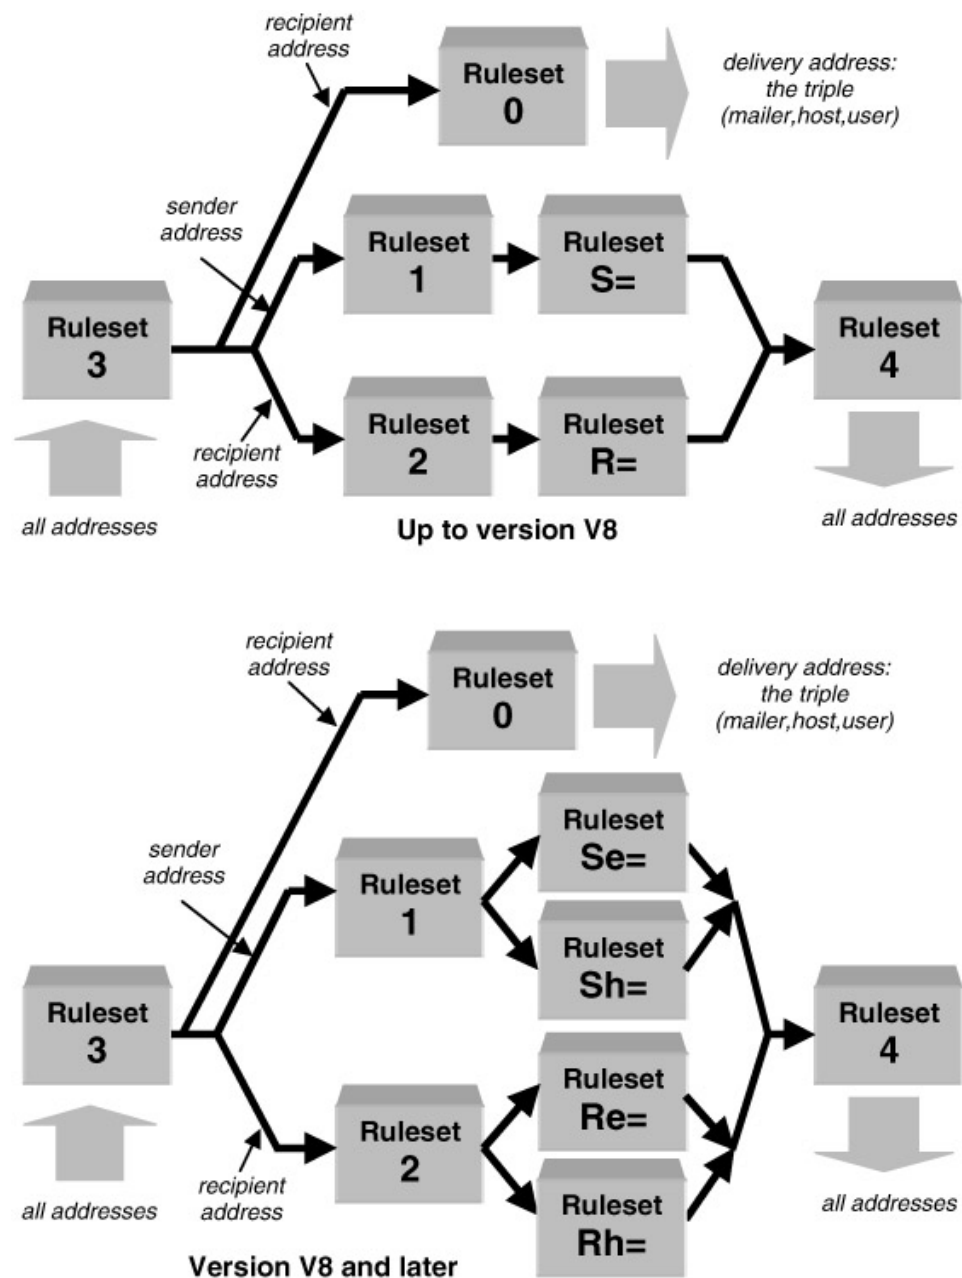 recipient
address
Ruleset
0
delivery address:
the triple
(mailer,host,user)
sender
address
Ruleset
1
Ruleset
S=
Ruleset
3
Ruleset
4
recipient
address
Ruleset
2
Ruleset
R=
all addresses
Up to version V8
all addresses
recipient
address
Ruleset
0
delivery address:
the triple
(mailer,host,user)
sender
address
Ruleset
1
Ruleset
Se=
Ruleset
Sh=
Ruleset
3
Ruleset
4
recipient
address
Ruleset
2
Ruleset
Re=
Ruleset
Rh=
all addresses
all addresses
Version V8 and later